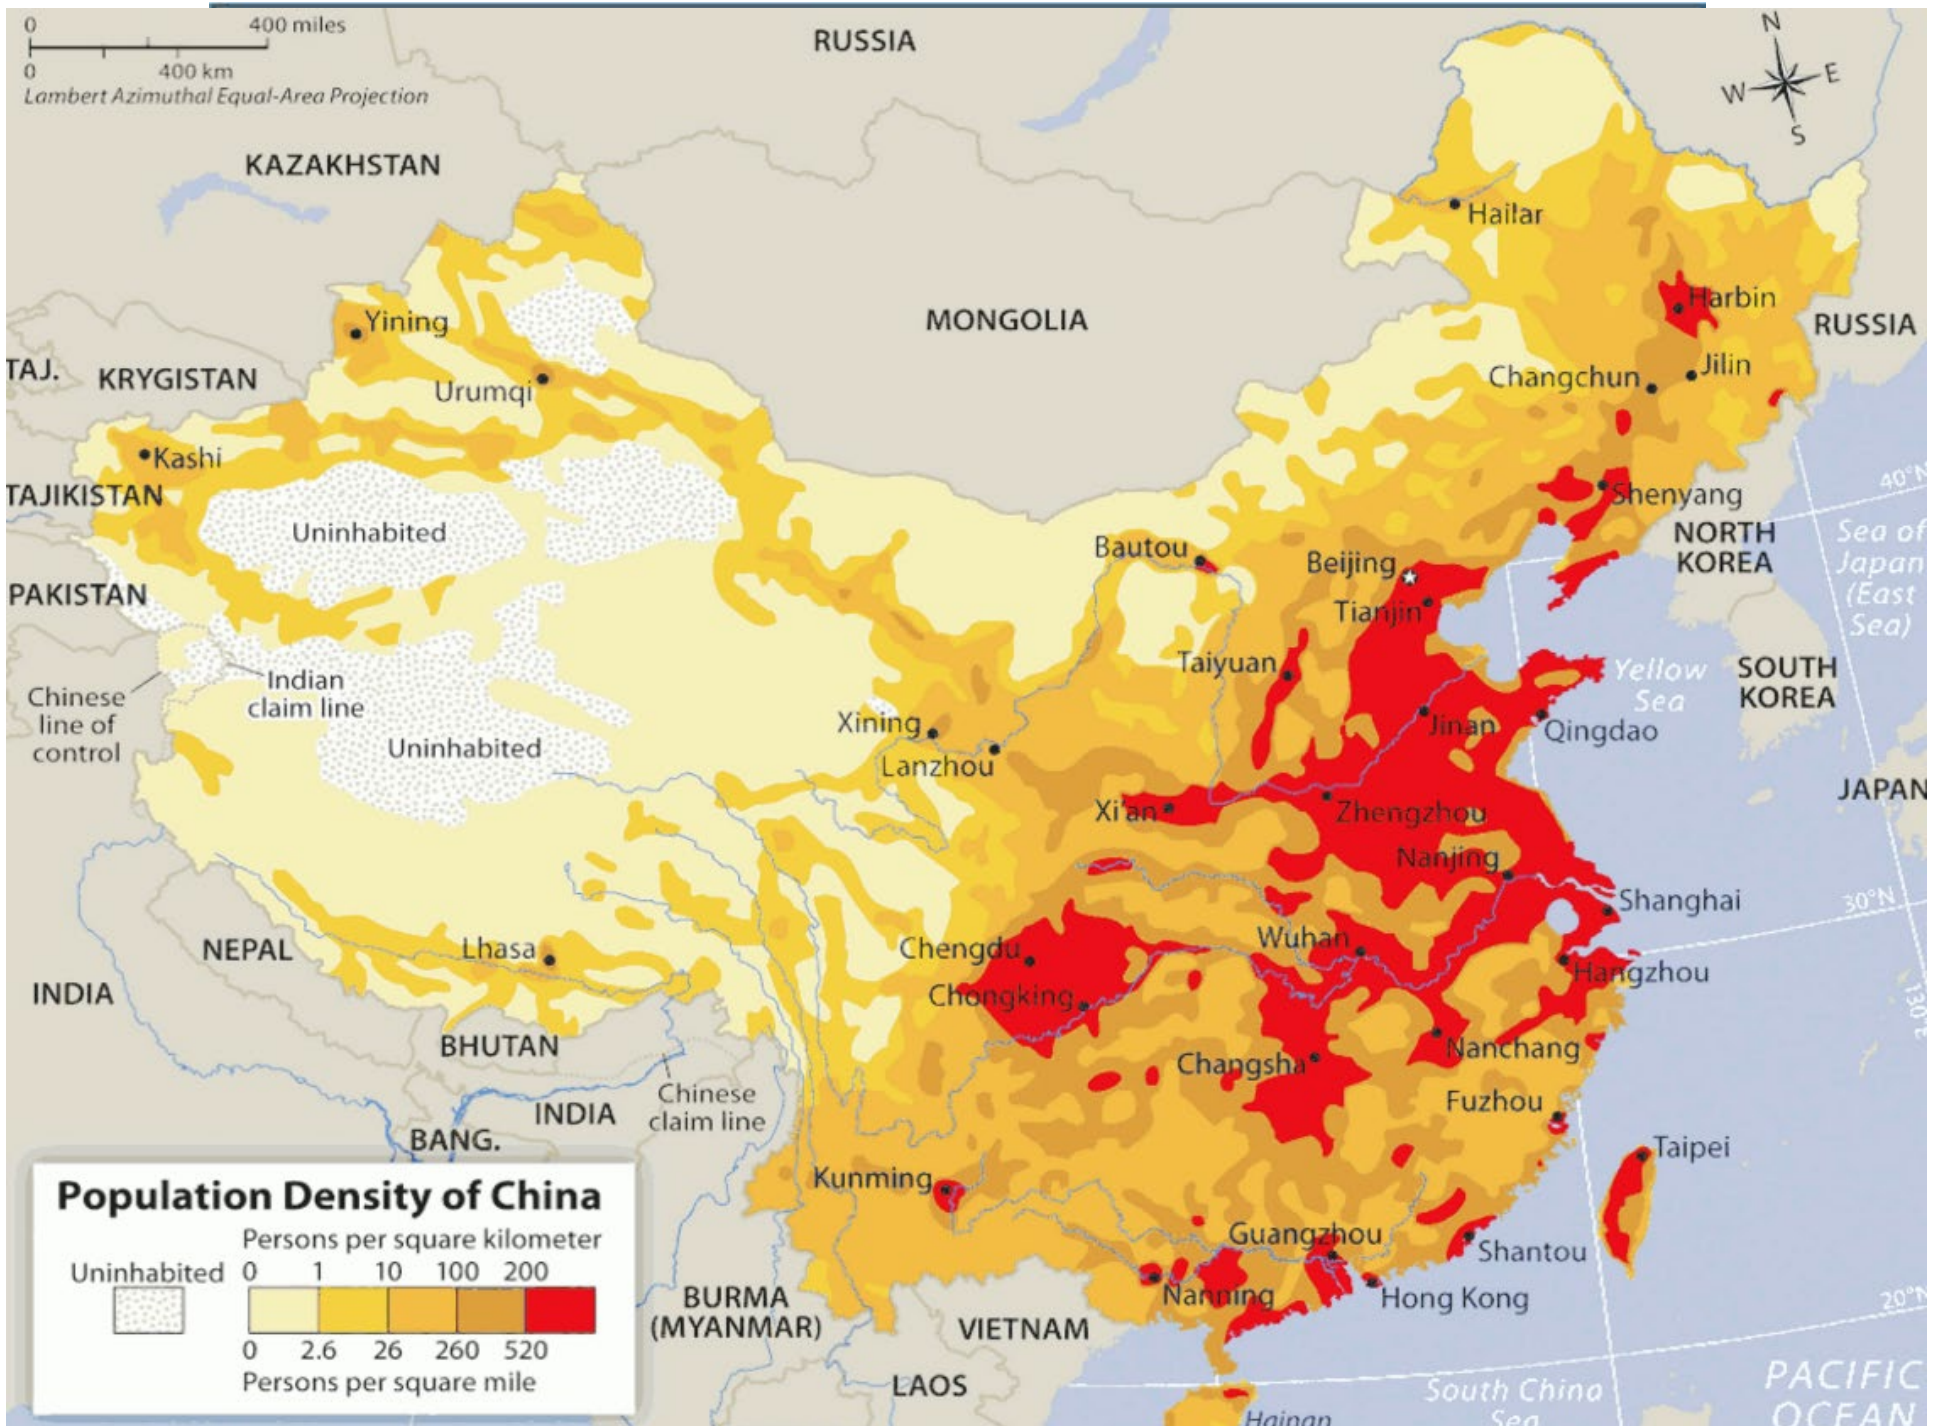 0 400 miles
0 400 km
Lambert Azimuthal Equal-Area Projection
RUSSIA
N
W E
S
KAZAKHSTAN
Hailar
MONGOLIA
Harbin
RUSSIA
Yining
TAJ.
KRYGISTAN
Urumqi
Changchun
Jilin
Kashi
TAJIKISTAN
Uninhabited
Shenyang
40°N
NORTH
KOREA
Sea of
Japan
(East
Sea)
Bautou
Beijing
Tianjin
PAKISTAN
Taiyuan
Yellow
Sea
SOUTH
KOREA
Indian
claim line
Chinese
line of
control
Uninhabited
Xining
Lanzhou
Jinan
Qingdao
JAPAN
Xi'an
Zhengzhou
Nanjing
Shanghai
30°N
NEPAL
Lhasa
Chengdu
Wuhan
Hangzhou
INDIA
Chongking
130°E
BHUTAN
Changsha
Nanchang
Chinese
claim line
INDIA
Fuzhou
BANG.
Taipei
Kunming
Guangzhou
Shantou
Nanning
Hong Kong
20°N
BURMA
(MYANMAR)
VIETNAM
LAOS
South China
Sea
PACIFIC
OCEAN
Hainan
Population Density of China
Persons per square kilometer
Uninhabited 0 1 10 100 200
0 2.6 26 260 520
Persons per square mile